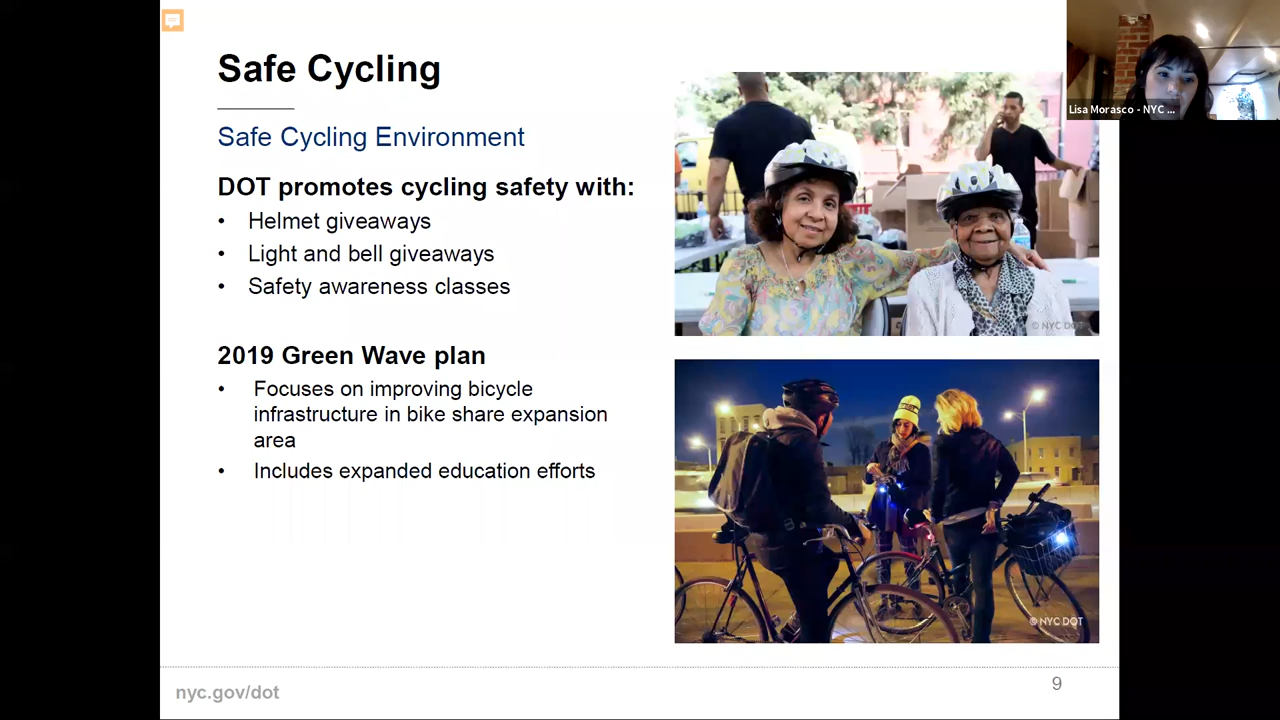 Safe Cycling
Safe Cycling Environment
DOT promotes cycling safety with:
• Helmet giveaways
• Light and bell giveaways
• Safety awareness classes
2019 Green Wave plan
• Focuses on improving bicycle
infrastructure in bike share expansion
area
• Includes expanded education efforts
Lisa Morasco - NYC ...
© NYC DOT
© NYC DOT
nyc.gov/dot
9